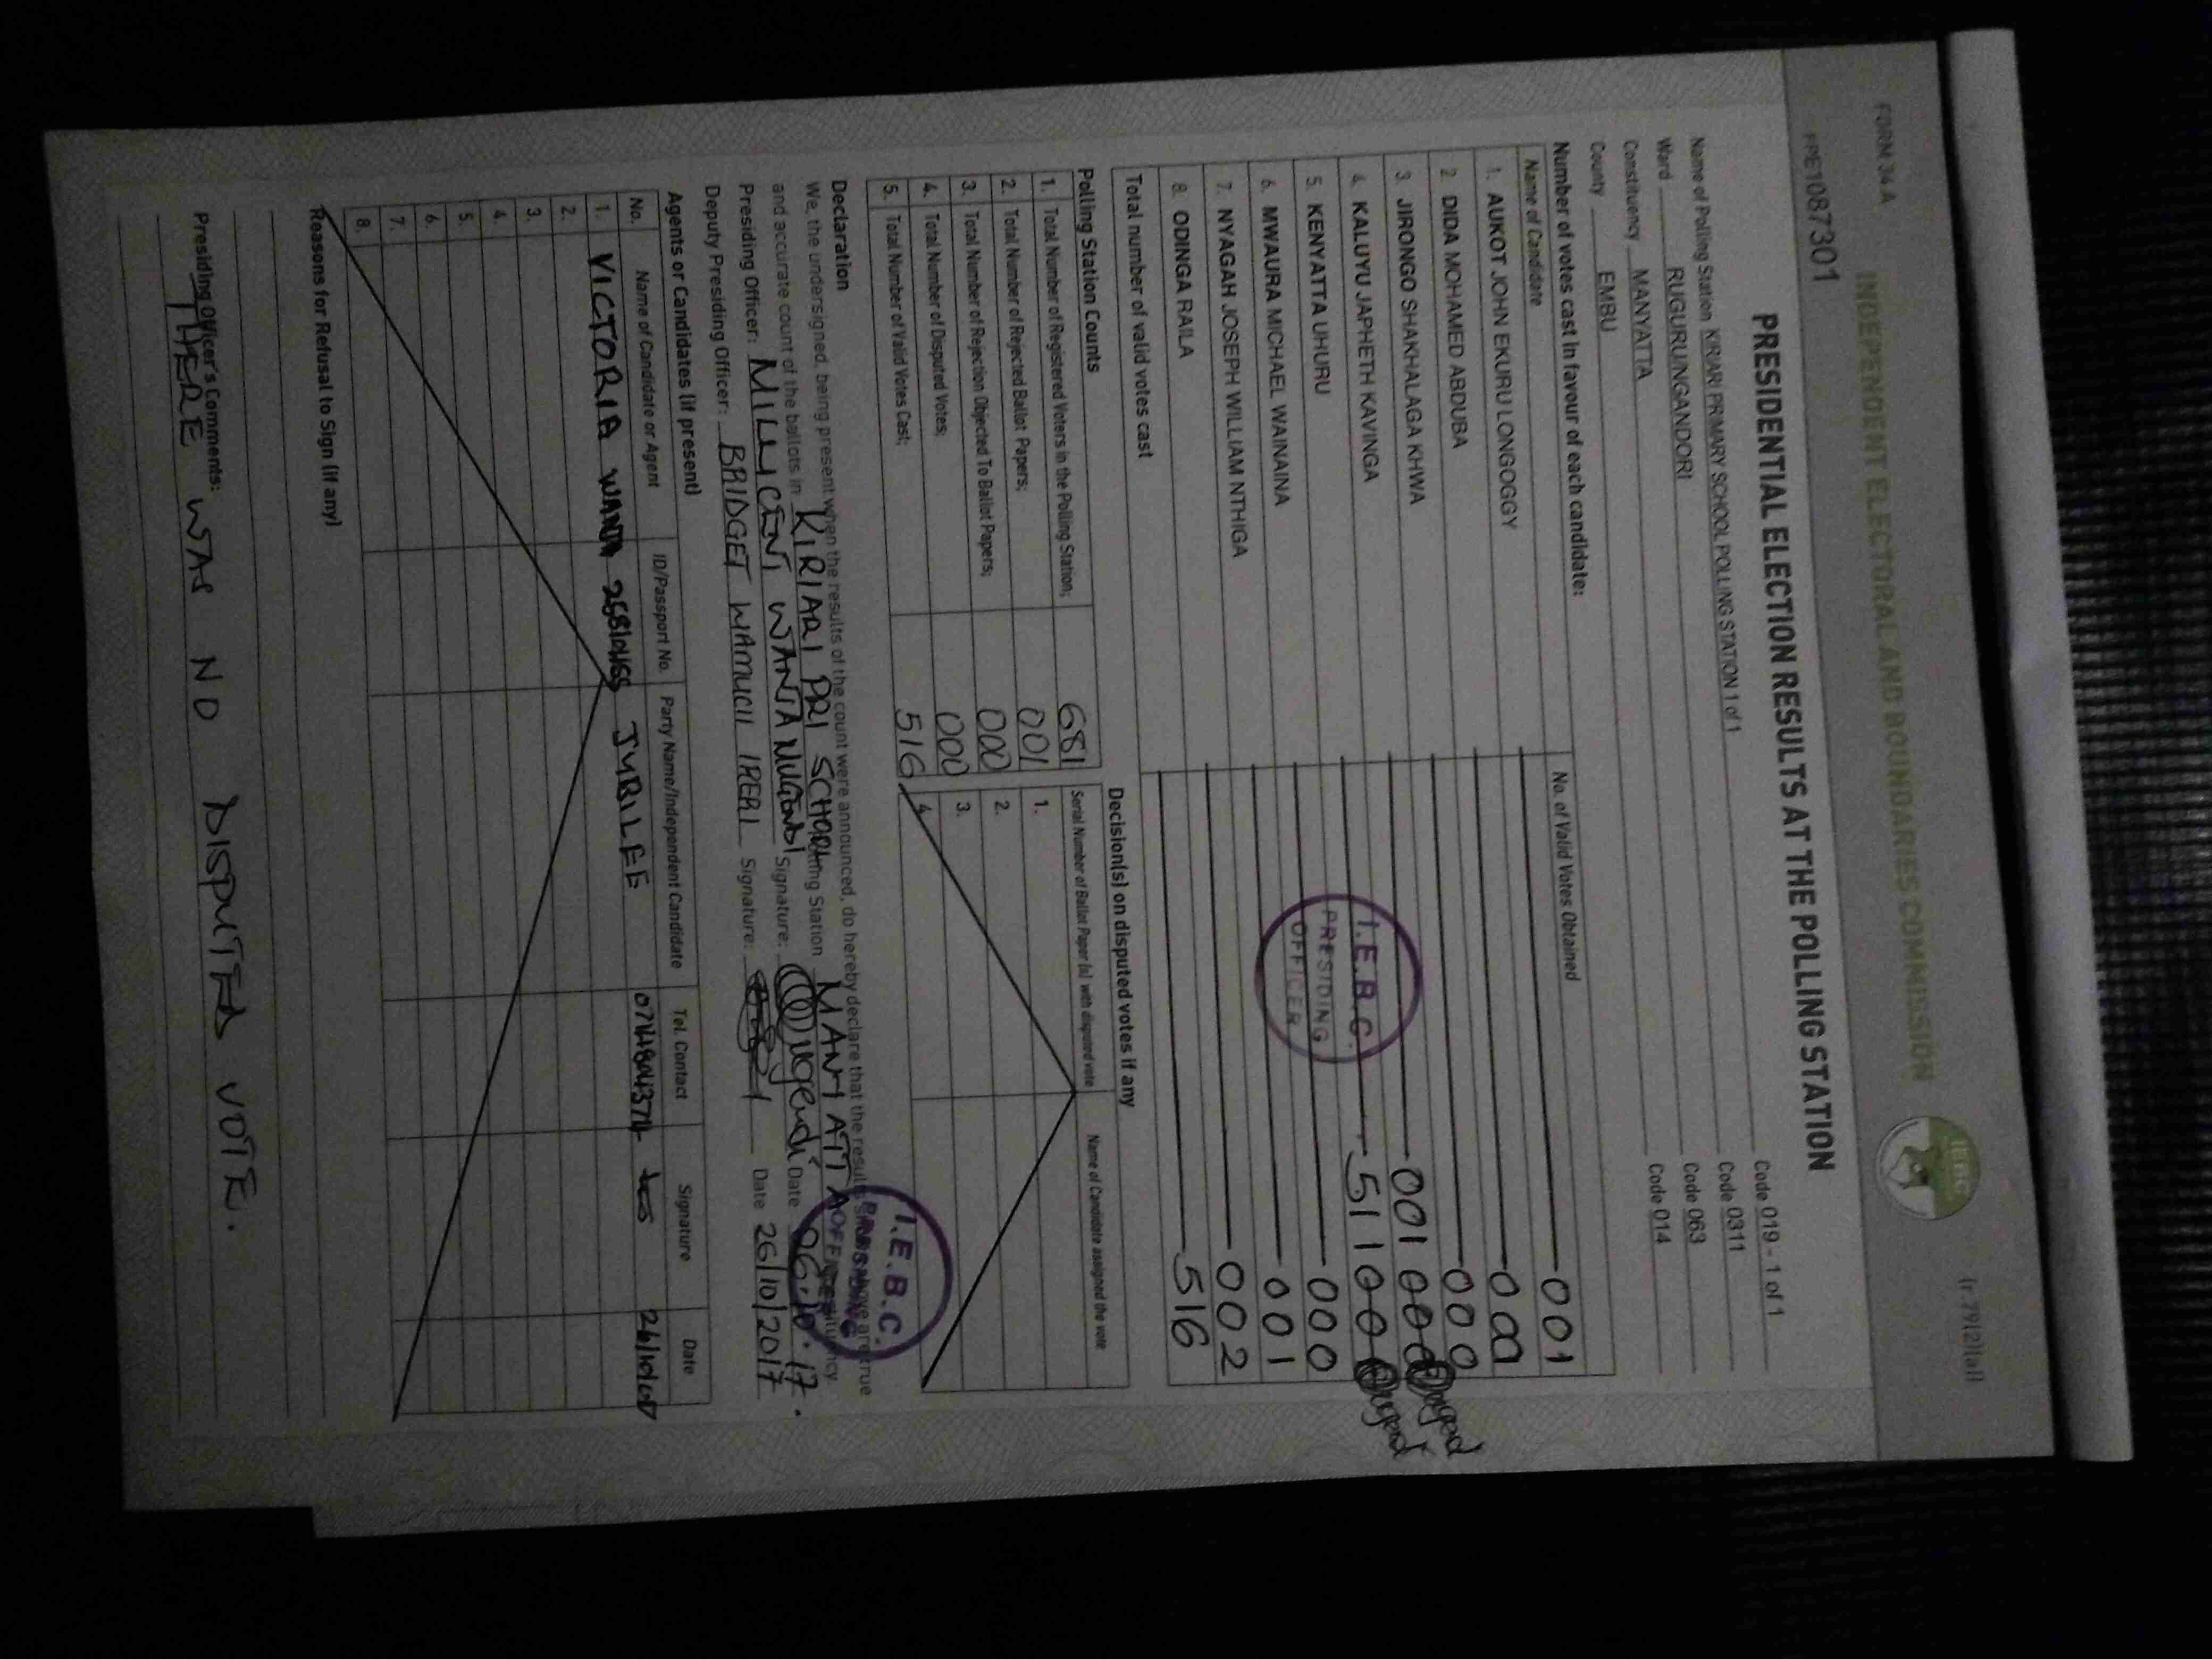 FORM 34 A
(r 79(2)(a))
INDEPENDENT ELECTORAL AND BOUNDARIES COMMISSION
IEBC
PPE1087301
PRESIDENTIAL ELECTION RESULTS AT THE POLLING STATION
Name of Polling Station KIRIARI PRIMARY SCHOOL POLLING STATION 1 of 1 Code 019 - 1 of 1
Ward RUGURU/NGANDORI Code 0311
Constituency MANYATTA Code 063
County EMBU Code 014
Number of votes cast in favour of each candidate:
Name of Candidate No. of Valid Votes Obtained
1. AUKOT JOHN EKURU LONGOGGY 001
2. DIDA MOHAMED ABDUBA 000
3. JIRONGO SHAKHALAGA KHWA 000
4. KALUYU JAPHETH KAVINGA 001 000
5. KENYATTA UHURU 511 000
6. MWAURA MICHAEL WAINAINA 000
7. NYAGAH JOSEPH WILLIAM NTHIGA 001
8. ODINGA RAILA 002
Total number of valid votes cast 516
I.E.B.C.
PRESIDING
OFFICER
Polling Station Counts
1. Total Number of Registered Voters in the Polling Station; 681
2. Total Number of Rejected Ballot Papers; 001
3. Total Number of Rejection Objected To Ballot Papers; 000
4. Total Number of Disputed Votes; 000
5. Total Number of Valid Votes Cast; 516
Decision(s) on disputed votes if any
Serial Number of Ballot Paper (s) with disputed vote Name of Candidate assigned the vote
1.
2.
3.
4.
Declaration
We, the undersigned, being present when the results of the count were announced, do hereby declare that the results shown above are true
and accurate count of the ballots in KIRIARI PRI SCHOOL Polling Station MANYATTA Constituency.
Presiding Officer: MILLICENT WANJA Signature: Date 26.10.17.
Deputy Presiding Officer: BRIDGET WAMUCII IRERI Signature: Date 26/10/2017
I.E.B.C.
PRESIDING
OFFICER
Agents or Candidates (if present)
No. Name of Candidate or Agent ID/Passport No. Party Name/Independent Candidate Tel. Contact Signature Date
1. VICTORIA JUBILEE
2.
3.
4.
5.
6.
7.
8.
Reasons for Refusal to Sign (if any)
Presiding Officer's Comments:
THERE WAS NO DISPUTED VOTE.